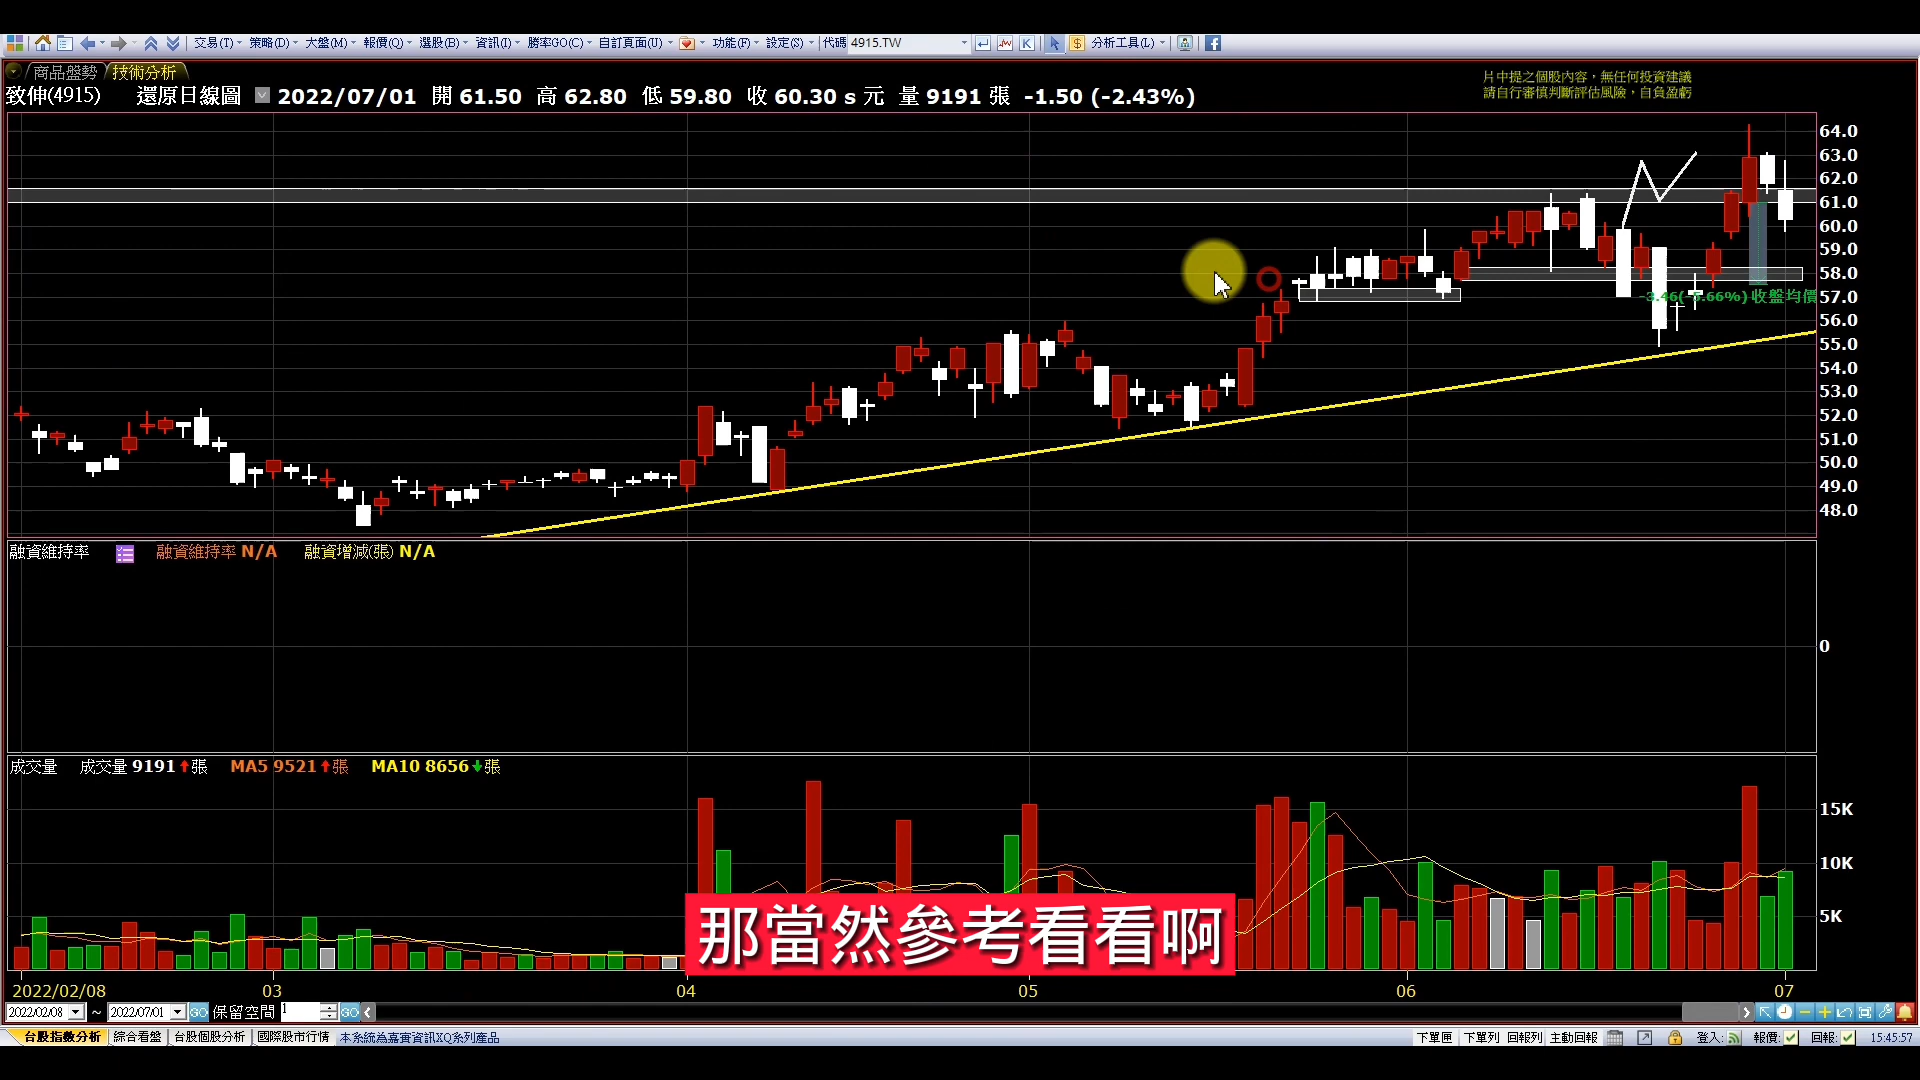 交易(T) 策略(D) 大盤(M) 報價(Q) 選股(B) 資訊(I) 勝率GO(C) 自訂頁面(U) 功能(F) 設定(S) 代碼 4915.TW K $ 分析工具(L)
商品盤勢 技術分析
片中提之個股內容，無任何投資建議
請自行審慎判斷評估風險，自負盈虧
致伸(4915) 還原日線圖 2022/07/01 開 61.50 高 62.80 低 59.80 收 60.30 s 元 量 9191 張 -1.50 (-2.43%)
64.0
63.0
62.0
61.0
60.0
59.0
58.0
57.0
-3.46(-5.66%) 收盤均價
56.0
55.0
54.0
53.0
52.0
51.0
50.0
49.0
48.0
融資維持率 融資維持率 N/A 融資增減(張) N/A
0
成交量 成交量 9191 張 MA5 9521 張 MA10 8656 張
15K
10K
5K
那當然參考看看啊
2022/02/08 03 04 05 06 07
2022/02/08 ~ 2022/07/01 GO 保留空間 1 GO
台股指數分析 綜合看盤 台股個股分析 國際股市行情 本系統為嘉實資訊XQ系列產品 下單匣 下單列 回報列 主動回報 登入: 報價: 回報: 15:45:57